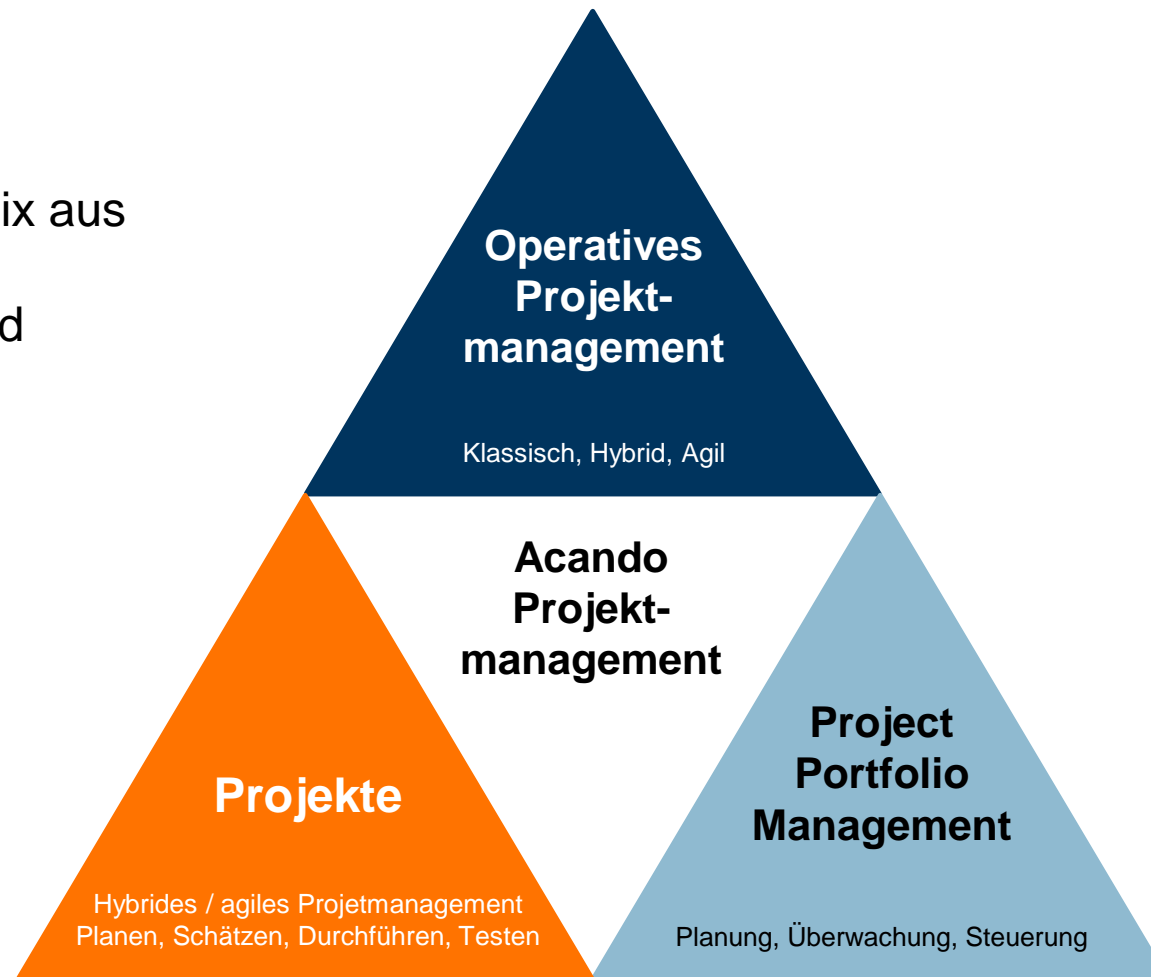 ix aus
d
Operatives
Projekt-
management
Klassisch, Hybrid, Agil
Acando
Projekt-
management
Projekte
Hybrides / agiles Projetmanagement
Planen, Schätzen, Durchführen, Testen
Project
Portfolio
Management
Planung, Überwachung, Steuerung